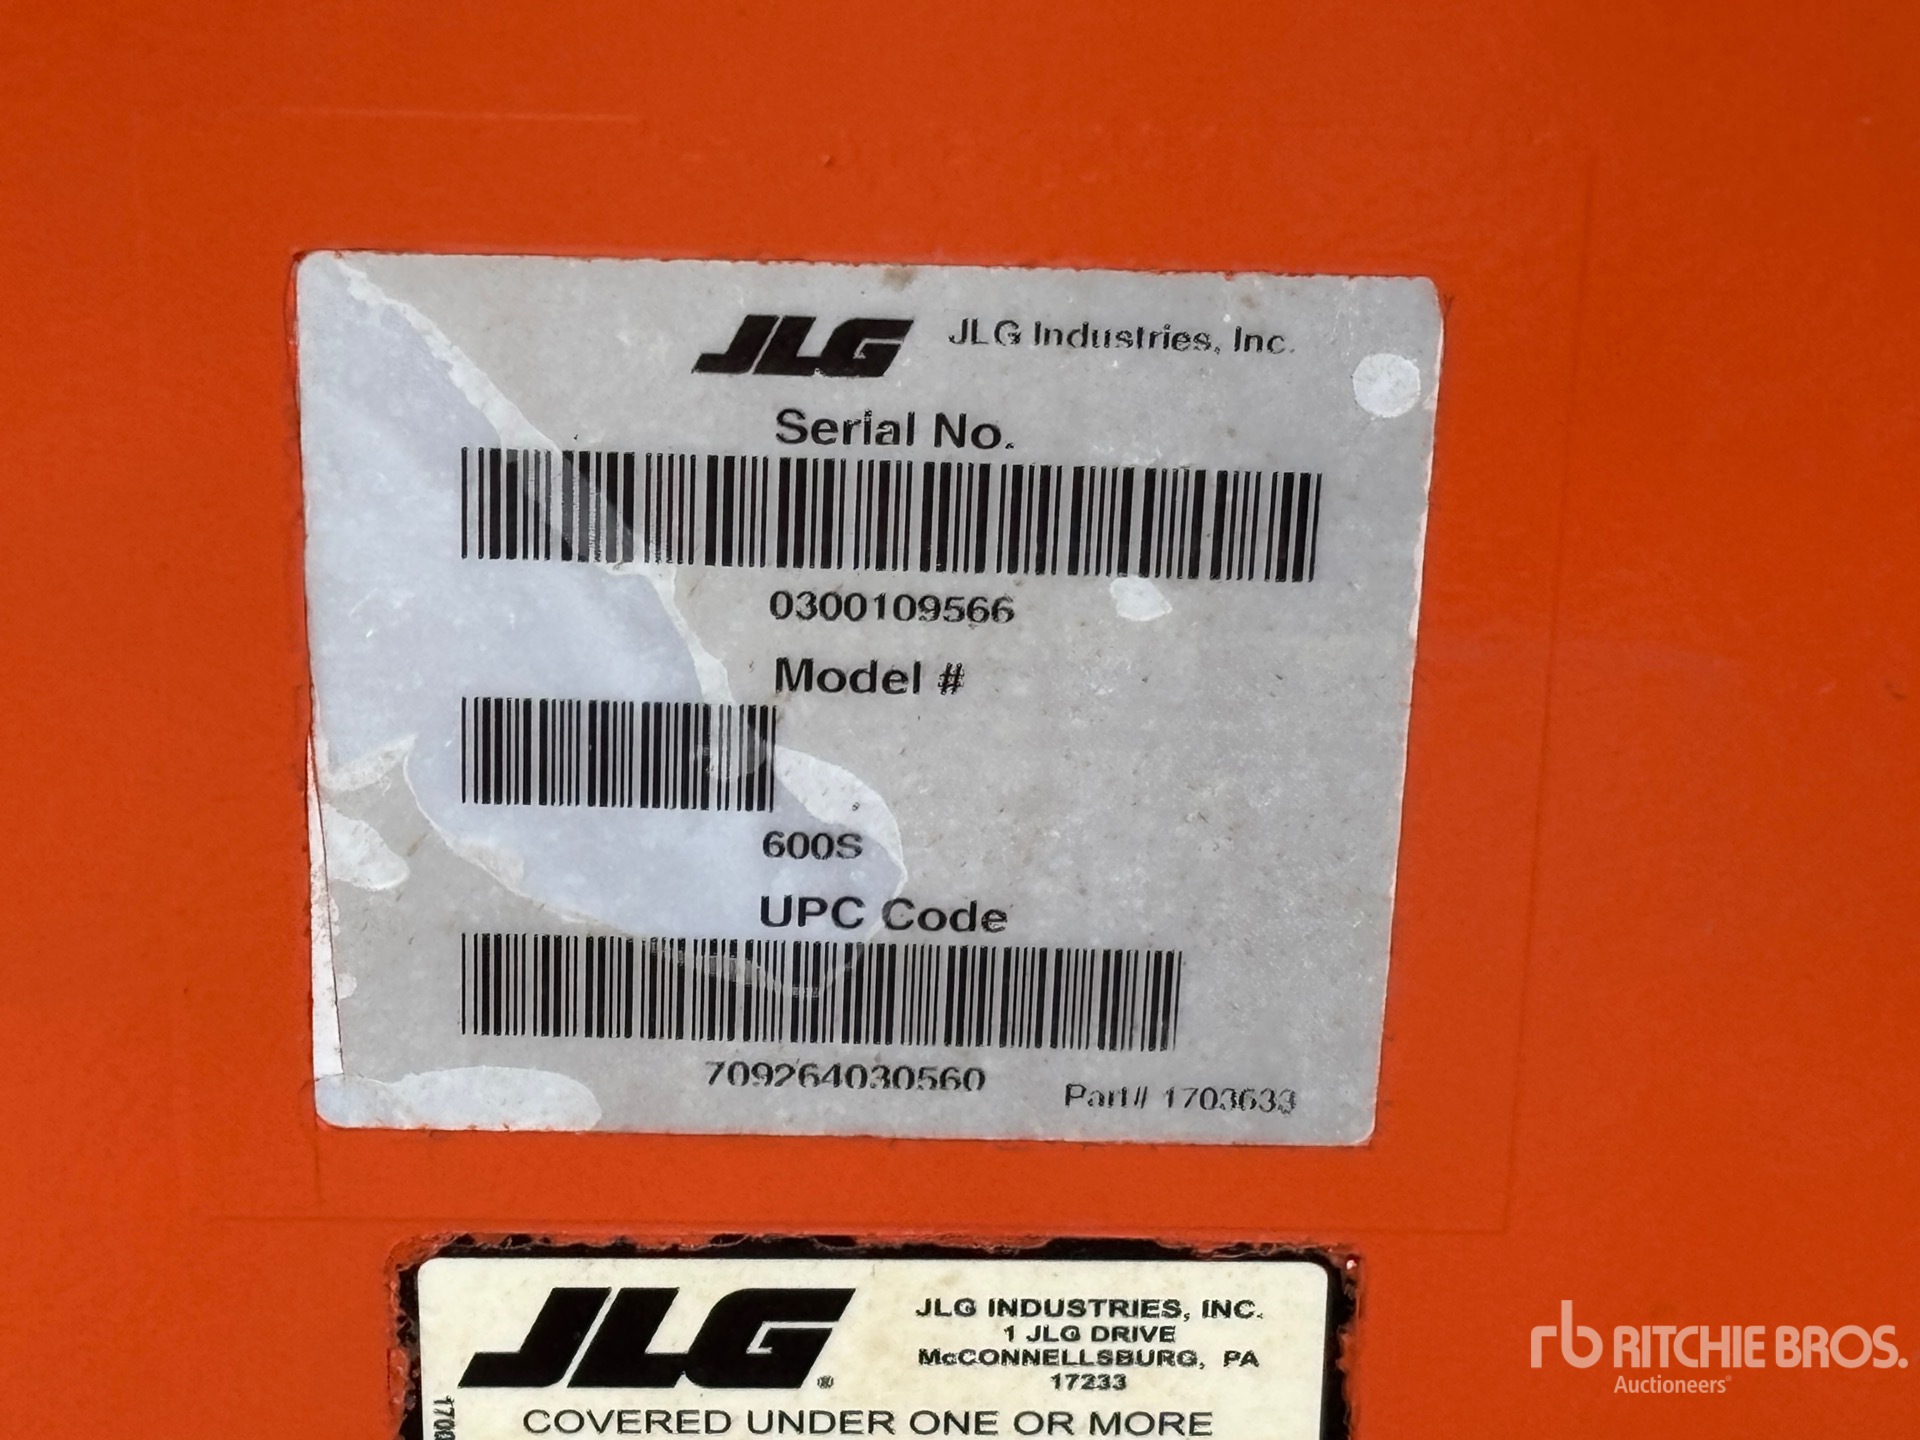 JLG JLG Industries, Inc.
Serial No.
0300109566
Model #
600S
UPC Code
709264030560
Part# 1703633
JLG® JLG INDUSTRIES, INC.
1 JLG DRIVE
McCONNELLSBURG, PA
17233
COVERED UNDER ONE OR MORE
rb RITCHIE BROS.
Auctioneers®